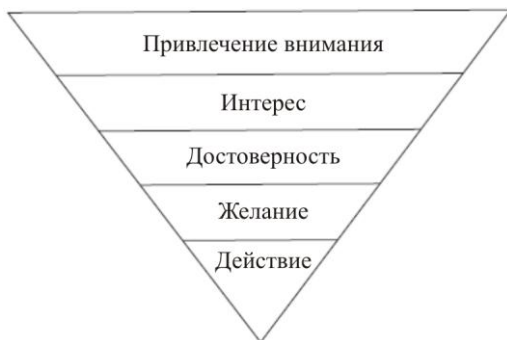 Привлечение внимания
Интерес
Достоверность
Желание
Действие